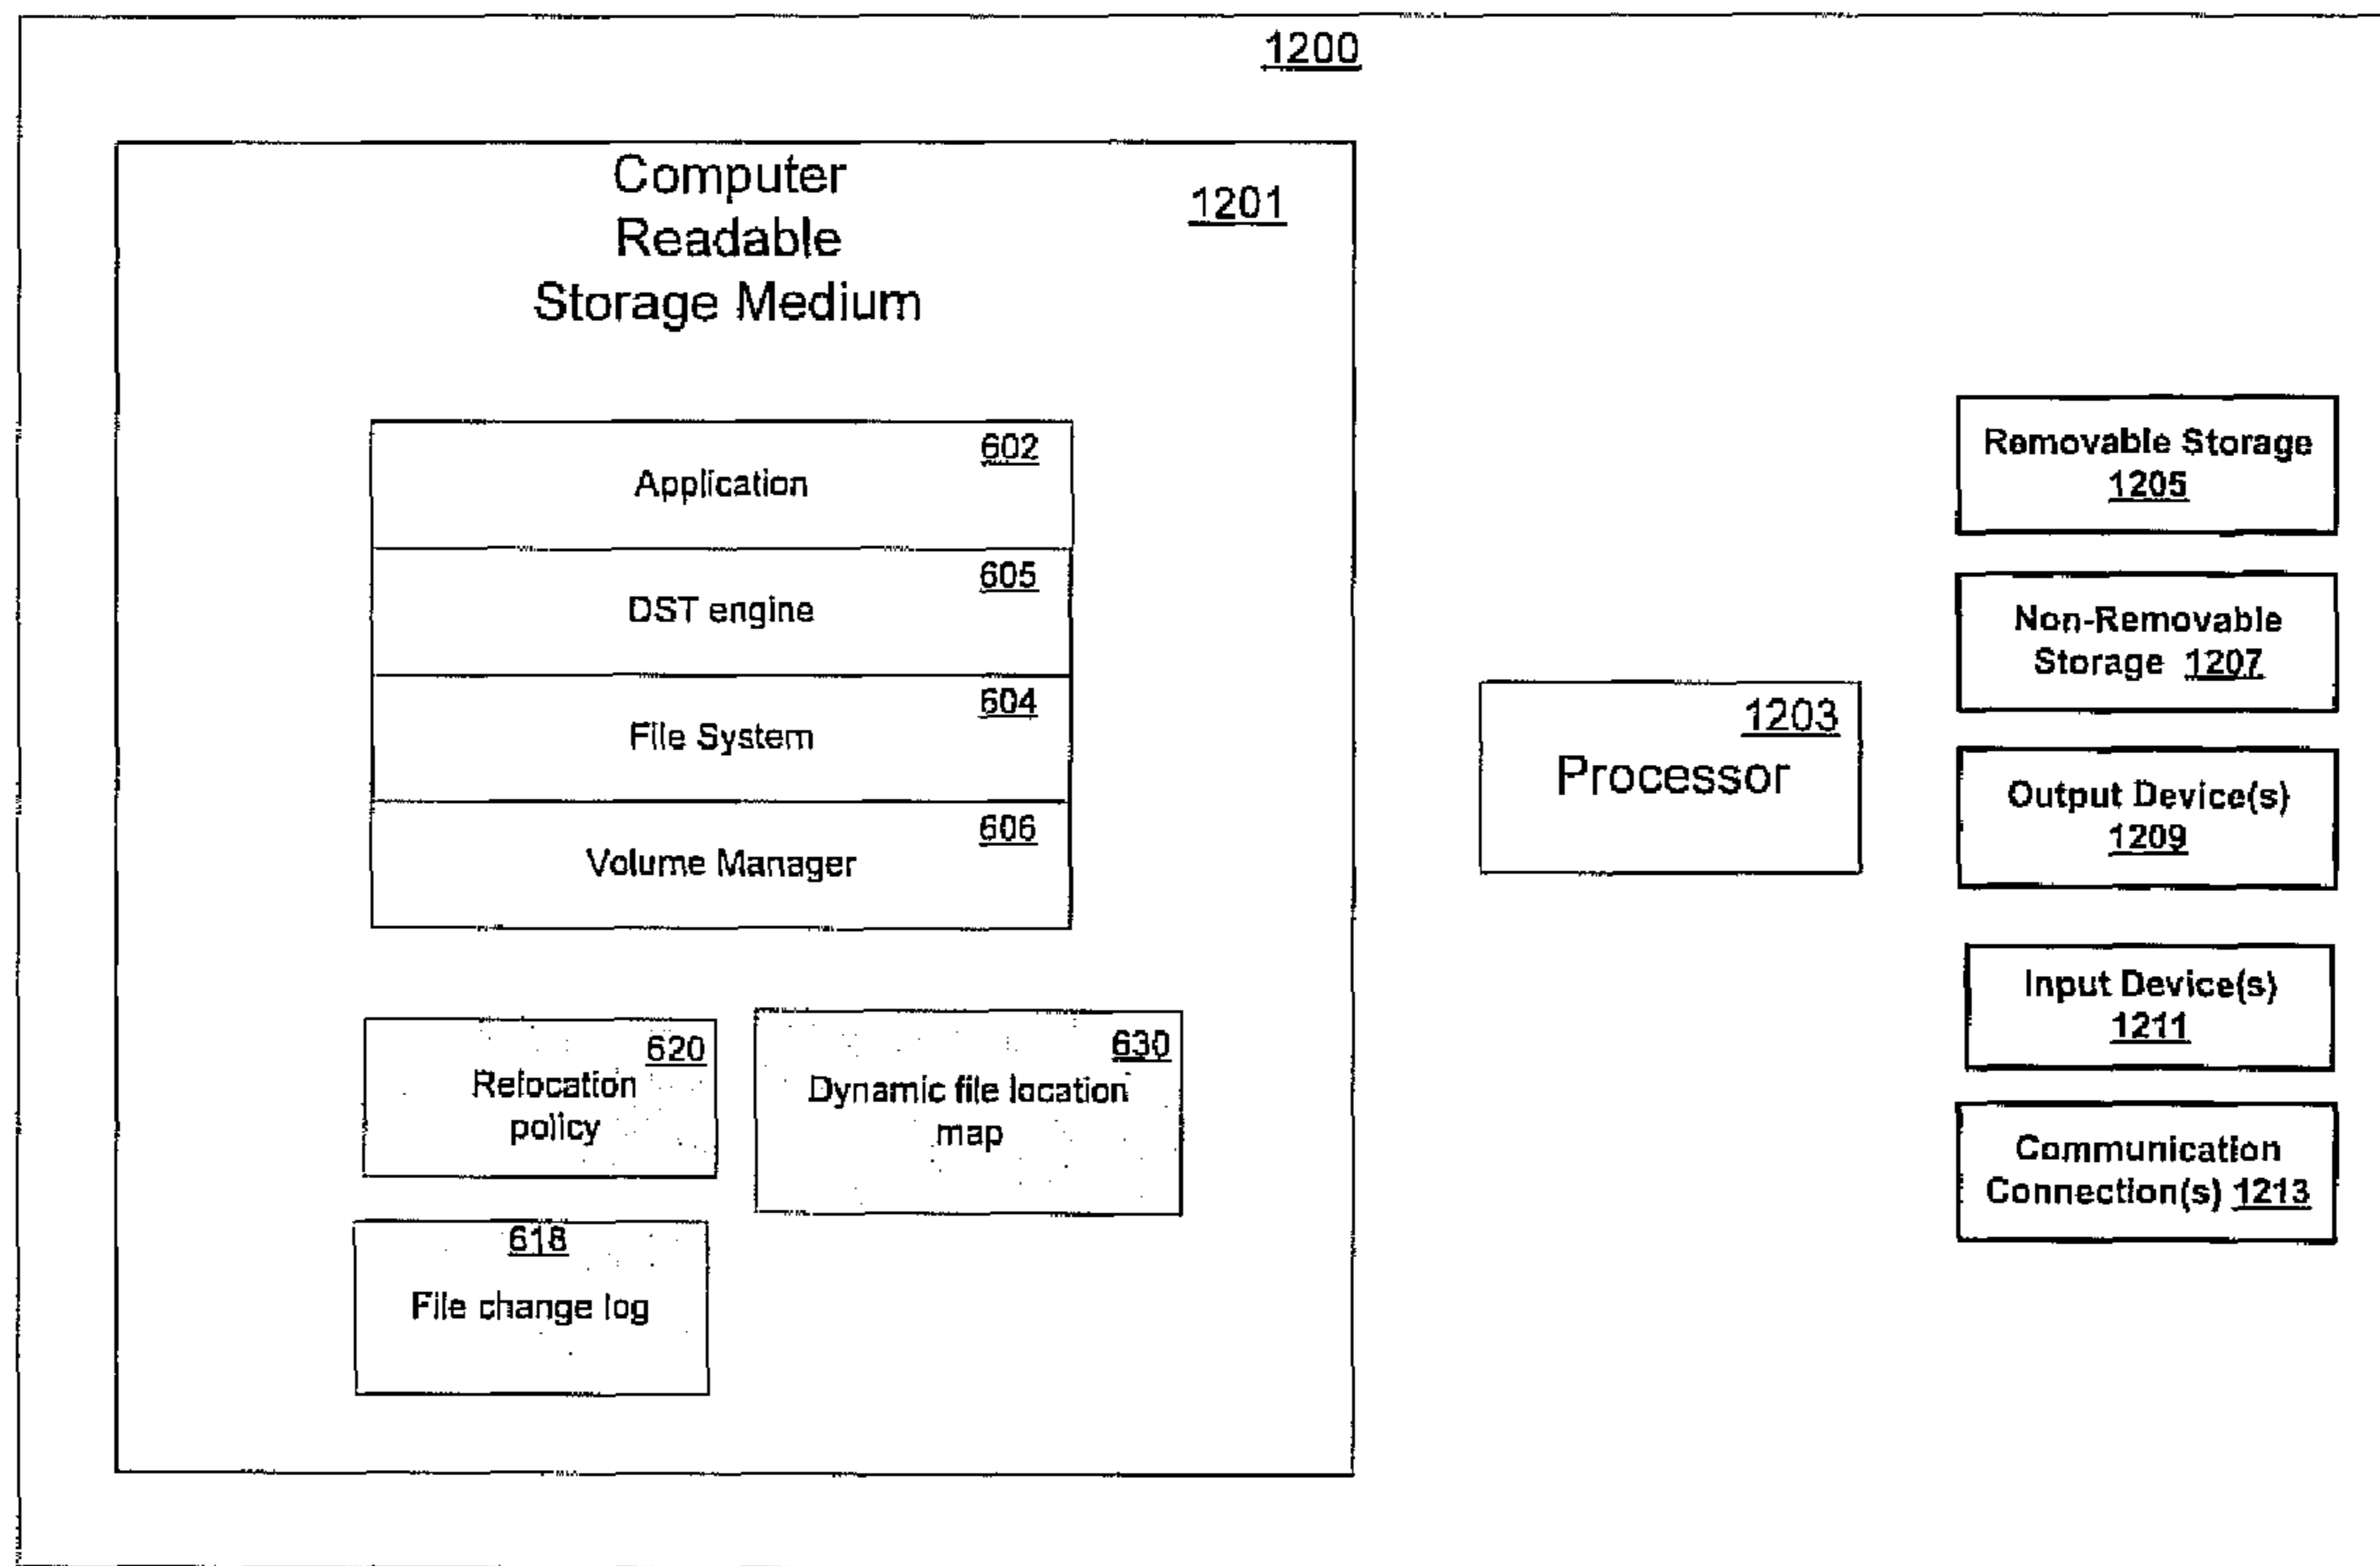 1200
Computer
Readable
Storage Medium
1201
602
Application
605
DST engine
604
File System
606
Volume Manager
620
Relocation
policy
630
Dynamic file location
map
618
File change log
1203
Processor
Removable Storage
1205
Non-Removable
Storage 1207
Output Device(s)
1209
Input Device(s)
1211
Communication
Connection(s) 1213